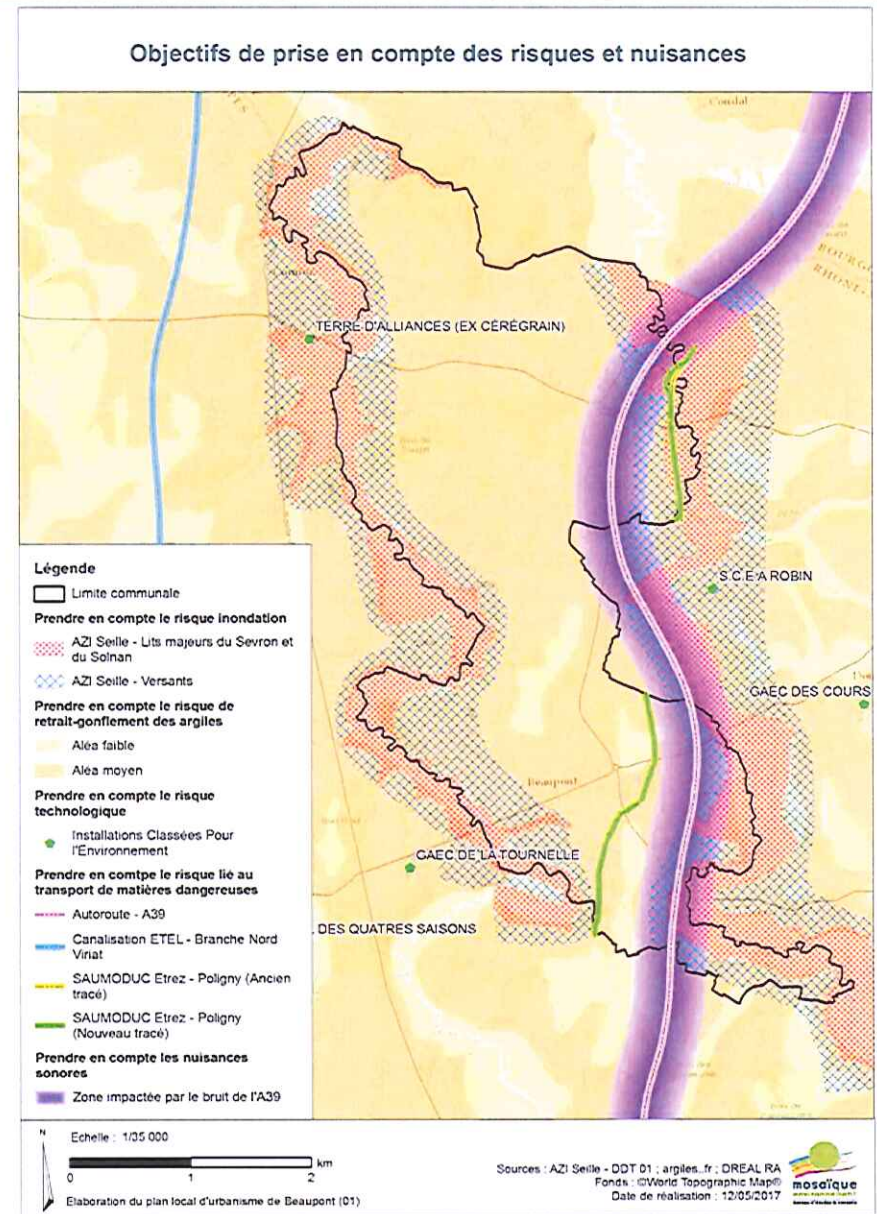 Objectifs de prise en compte des risques et nuisances
Condal
TERRE D'ALLIANCES (EX CÉRÉGRAIN)
S.C.E.A ROBIN
GAEC DES COURS
Beaupont
GAEC DE LA TOURNELLE
DES QUATRES SAISONS
Légende
Limite communale
Prendre en compte le risque inondation
AZI Seille - Lits majeurs du Sevron et
du Solnan
AZI Seille - Versants
Prendre en compte le risque de
retrait-gonflement des argiles
Aléa faible
Aléa moyen
Prendre en compte le risque
technologique
Installations Classées Pour
l'Environnement
Prendre en comtpe le risque lié au
transport de matières dangereuses
Autoroute - A39
Canalisation ETEL - Branche Nord
Viriat
SAUMODUC Etrez - Poligny (Ancien
tracé)
SAUMODUC Etrez - Poligny
(Nouveau tracé)
Prendre en compte les nuisances
sonores
Zone impactée par le bruit de l'A39
N
Echelle : 1/35 000
km
0 1 2
Elaboration du plan local d'urbanisme de Beaupont (01)
Sources : AZI Seille - DDT 01 ; argiles..fr ; DREAL RA
Fonds : ©World Topographic Map®
Date de réalisation : 12/05/2017
mosaïque